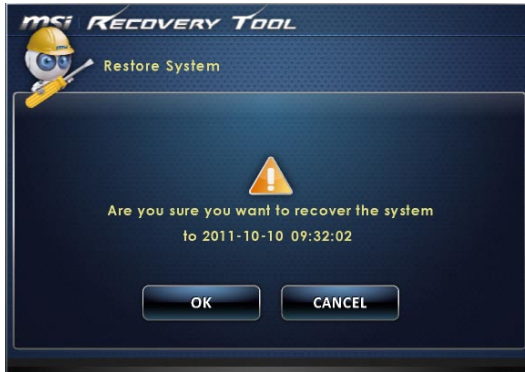 msi RECOVERY TOOL
Restore System
Are you sure you want to recover the system
to 2011-10-10 09:32:02
OK
CANCEL